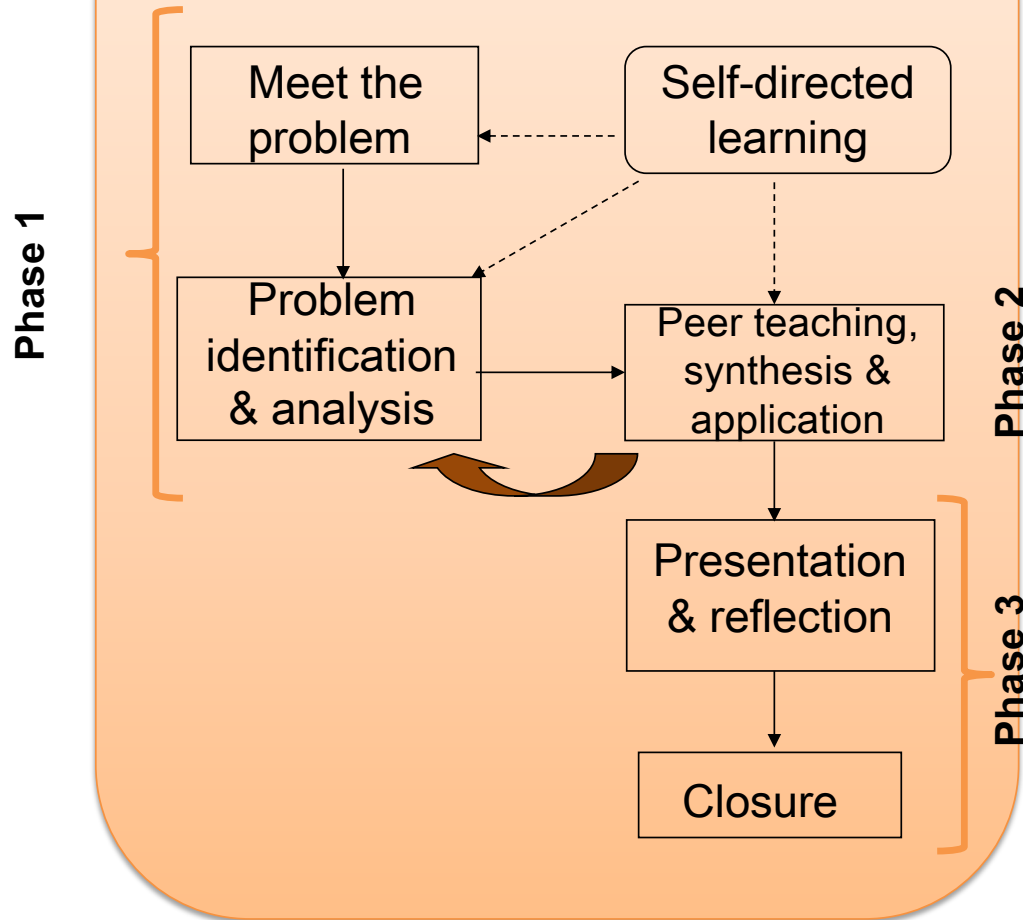 Phase 1
Meet the
problem
Self-directed
learning
Problem
identification
& analysis
Peer teaching,
synthesis &
application
Phase 2
Presentation
& reflection
Phase 3
Closure